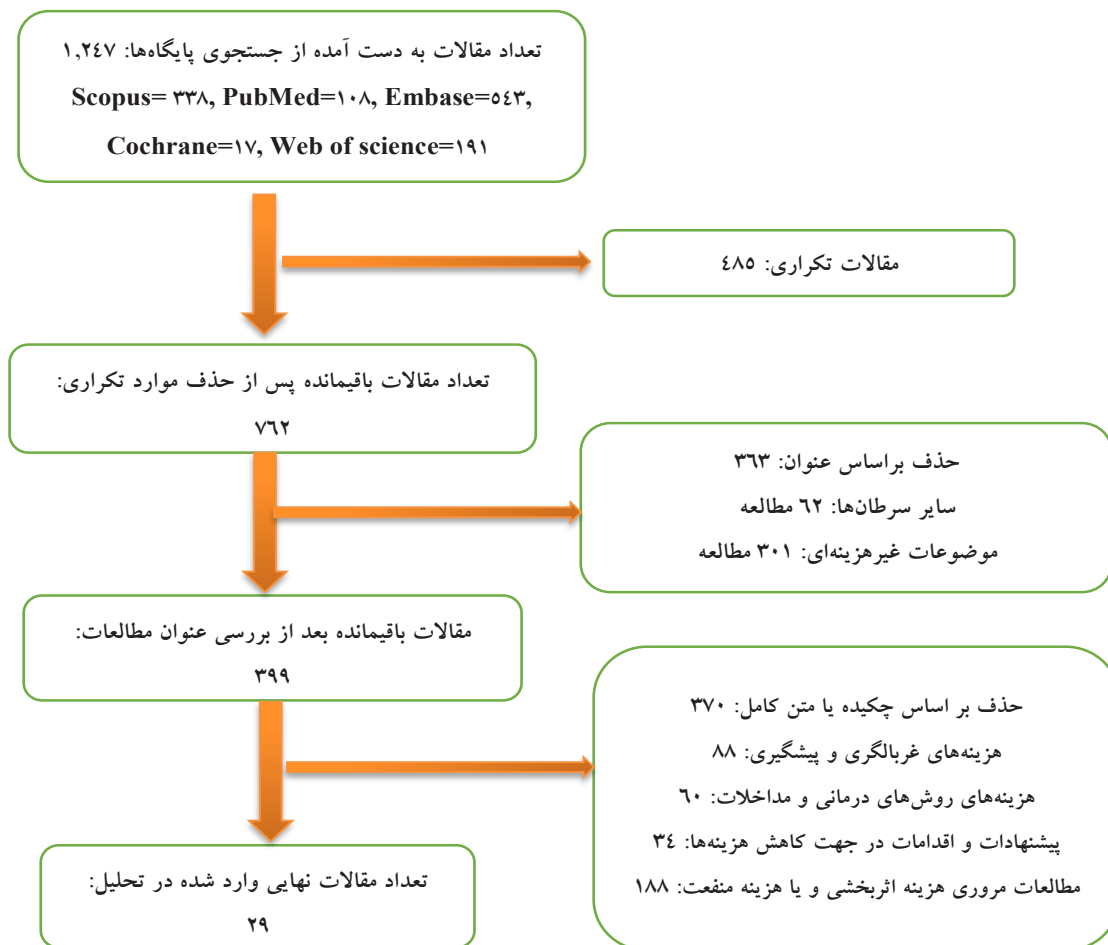 تعداد مقالات به دست آمده از جستجوی پایگاه‌ها: ۱,۲٤۷
Scopus= ۳۳۸, PubMed=۱۰۸, Embase=٥٤۳,
Cochrane=۱۷, Web of science=۱۹۱
مقالات تکراری: ٤۸٥
تعداد مقالات باقیمانده پس از حذف موارد تکراری:
۷٦۲
حذف براساس عنوان: ۳٦۳
سایر سرطان‌ها: ٦۲ مطالعه
موضوعات غیرهزینه‌ای: ۳۰۱ مطالعه
مقالات باقیمانده بعد از بررسی عنوان مطالعات:
۳۹۹
حذف بر اساس چکیده یا متن کامل: ۳۷۰
هزینه‌های غربالگری و پیشگیری: ۸۸
هزینه‌های روش‌های درمانی و مداخلات: ٦۰
پیشنهادات و اقدامات در جهت کاهش هزینه‌ها: ۳٤
مطالعات مروری هزینه اثربخشی و یا هزینه منفعت: ۱۸۸
تعداد مقالات نهایی وارد شده در تحلیل:
۲۹